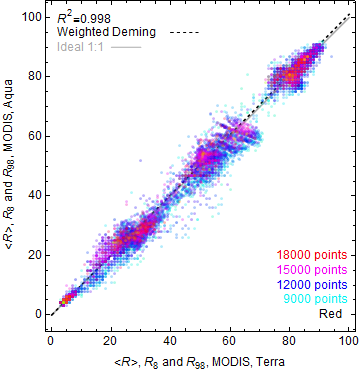 R²=0.998
Weighted Deming
Ideal 1:1
100
80
60
40
20
0
<R>, R₈ and R₉₈, MODIS, Aqua
18000 points
15000 points
12000 points
9000 points
Red
0 20 40 60 80 100
<R>, R₈ and R₉₈, MODIS, Terra